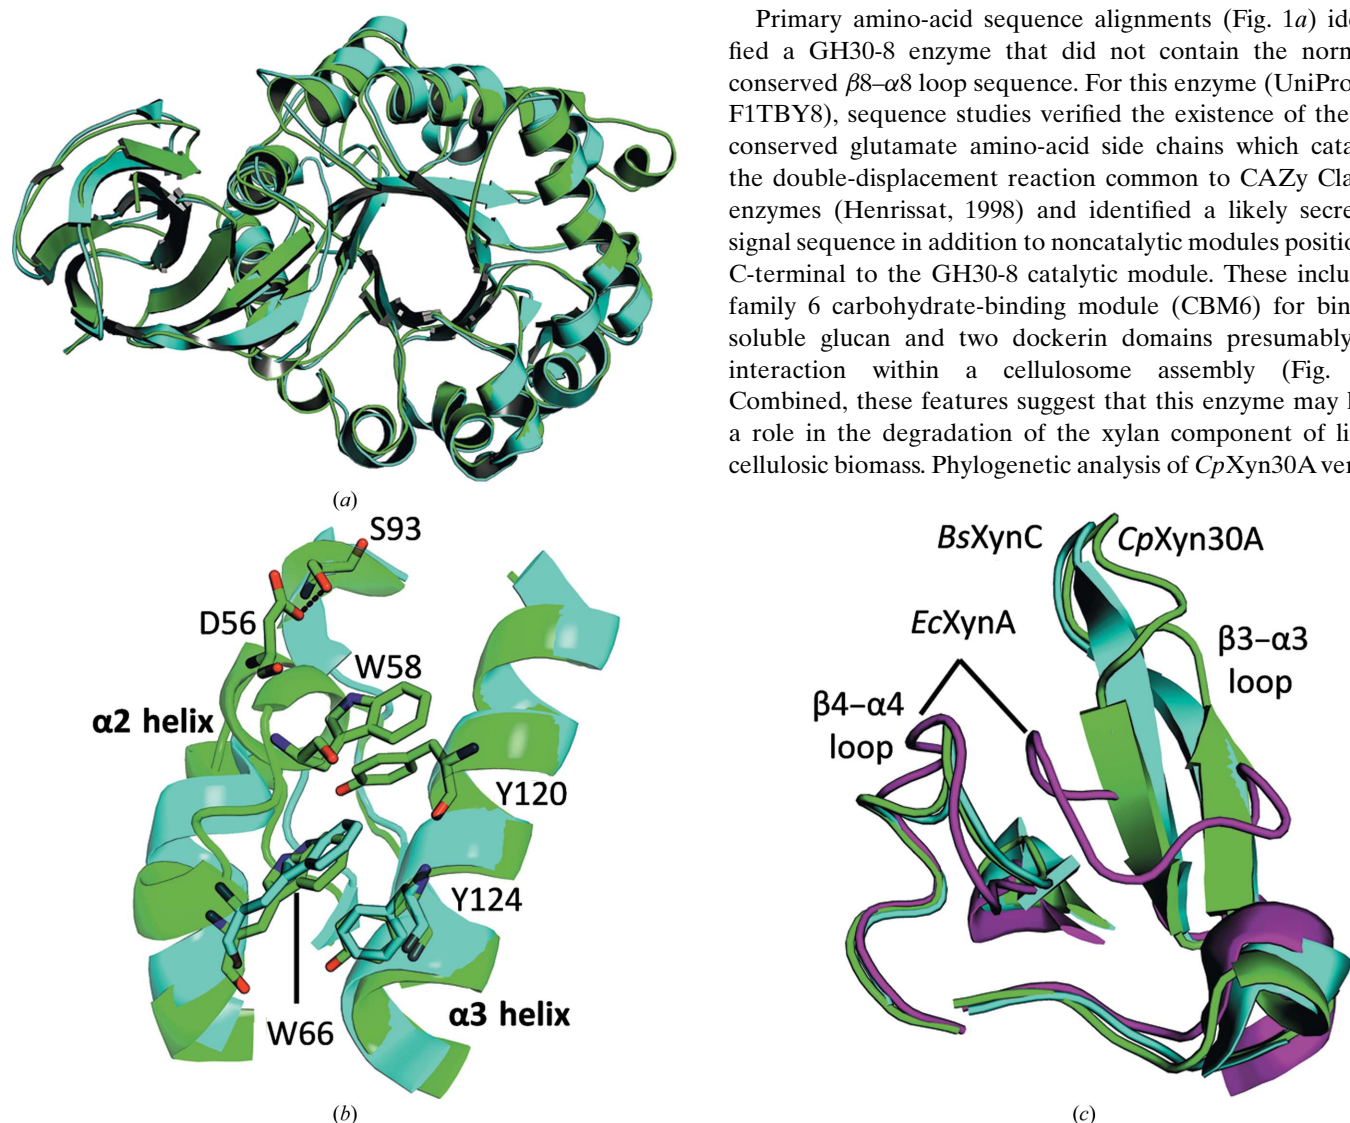 Primary amino-acid sequence alignments (Fig. 1a) ide
fied a GH30-8 enzyme that did not contain the norm
conserved β8–α8 loop sequence. For this enzyme (UniPro
F1TBY8), sequence studies verified the existence of the
conserved glutamate amino-acid side chains which cata
the double-displacement reaction common to CAZy Cla
enzymes (Henrissat, 1998) and identified a likely secre
signal sequence in addition to noncatalytic modules position
C-terminal to the GH30-8 catalytic module. These inclu
family 6 carbohydrate-binding module (CBM6) for bin
soluble glucan and two dockerin domains presumably
interaction within a cellulosome assembly (Fig.
Combined, these features suggest that this enzyme may h
a role in the degradation of the xylan component of li
cellulosic biomass. Phylogenetic analysis of CpXyn30A ver
(a)
S93
D56
W58
α2 helix
Y120
Y124
W66
α3 helix
(b)
BsXynC
CpXyn30A
EcXynA
β3–α3
loop
β4–α4
loop
(c)